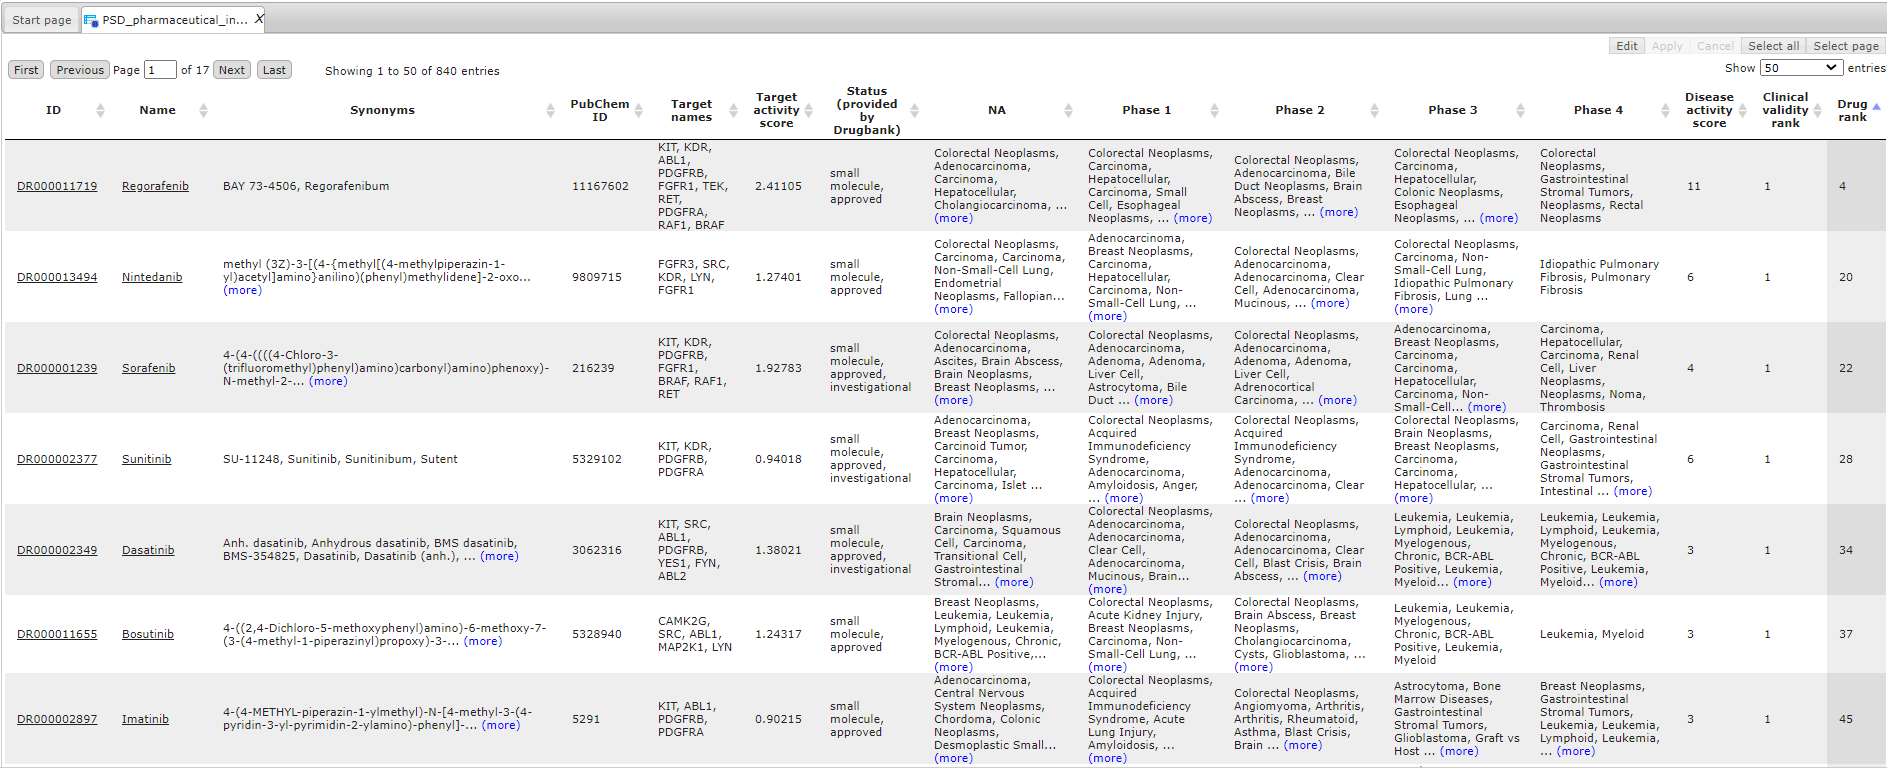 Start page
PSD_pharmaceutical_in... X
Edit Apply Cancel Select all Select page
First Previous Page 1 of 17 Next Last Showing 1 to 50 of 840 entries
Show 50 entries
ID
Name
Synonyms
PubChem
ID
Target
names
Target
activity
score
Status
(provided
by
Drugbank)
NA
Phase 1
Phase 2
Phase 3
Phase 4
Disease
activity
score
Clinical
validity
rank
Drug
rank
DR000011719
Regorafenib
BAY 73-4506, Regorafenibum
11167602
KIT, KDR,
ABL1,
PDGFRB,
FGFR1, TEK,
RET,
PDGFRA,
RAF1, BRAF
2.41105
small
molecule,
approved
Colorectal Neoplasms,
Adenocarcinoma,
Carcinoma,
Hepatocellular,
Cholangiocarcinoma, ...
(more)
Colorectal Neoplasms,
Carcinoma,
Hepatocellular,
Carcinoma, Small
Cell, Esophageal
Neoplasms, ... (more)
Colorectal Neoplasms,
Adenocarcinoma, Bile
Duct Neoplasms, Brain
Abscess, Breast
Neoplasms, ... (more)
Colorectal Neoplasms,
Carcinoma,
Hepatocellular,
Colonic Neoplasms,
Esophageal
Neoplasms, ... (more)
Colorectal
Neoplasms,
Gastrointestinal
Stromal Tumors,
Neoplasms, Rectal
Neoplasms
11
1
4
DR000013494
Nintedanib
methyl (3Z)-3-[(4-{methyl[(4-methylpiperazin-1-
yl)acetyl]amino}anilino)(phenyl)methylidene]-2-oxo...
(more)
9809715
FGFR3, SRC,
KDR, LYN,
FGFR1
1.27401
small
molecule,
approved
Colorectal Neoplasms,
Carcinoma, Carcinoma,
Non-Small-Cell Lung,
Endometrial
Neoplasms, Fallopian...
(more)
Adenocarcinoma,
Breast Neoplasms,
Carcinoma,
Hepatocellular,
Carcinoma, Non-
Small-Cell Lung, ...
(more)
Colorectal Neoplasms,
Adenocarcinoma,
Adenocarcinoma, Clear
Cell, Adenocarcinoma,
Mucinous, ... (more)
Colorectal Neoplasms,
Carcinoma, Non-
Small-Cell Lung,
Idiopathic Pulmonary
Fibrosis, Lung ...
(more)
Idiopathic Pulmonary
Fibrosis, Pulmonary
Fibrosis
6
1
20
DR000001239
Sorafenib
4-(4-((((4-Chloro-3-
(trifluoromethyl)phenyl)amino)carbonyl)amino)phenoxy)-
N-methyl-2-... (more)
216239
KIT, KDR,
PDGFRB,
FGFR1,
BRAF, RAF1,
RET
1.92783
small
molecule,
approved,
investigational
Colorectal Neoplasms,
Adenocarcinoma,
Ascites, Brain Abscess,
Brain Neoplasms,
Breast Neoplasms, ...
(more)
Colorectal Neoplasms,
Adenocarcinoma,
Adenoma, Adenoma,
Liver Cell,
Astrocytoma, Bile
Duct ... (more)
Colorectal Neoplasms,
Adenocarcinoma,
Adenoma, Adenoma,
Liver Cell,
Adrenocortical
Carcinoma, ... (more)
Adenocarcinoma,
Breast Neoplasms,
Carcinoma,
Carcinoma,
Hepatocellular,
Carcinoma, Non-
Small-Cell... (more)
Carcinoma,
Hepatocellular,
Carcinoma, Renal
Cell, Liver
Neoplasms,
Neoplasms, Noma,
Thrombosis
4
1
22
DR000002377
Sunitinib
SU-11248, Sunitinib, Sunitinibum, Sutent
5329102
KIT, KDR,
PDGFRB,
PDGFRA
0.94018
small
molecule,
approved,
investigational
Adenocarcinoma,
Breast Neoplasms,
Carcinoid Tumor,
Carcinoma,
Hepatocellular,
Carcinoma, Islet ...
(more)
Colorectal Neoplasms,
Acquired
Immunodeficiency
Syndrome,
Adenocarcinoma,
Amyloidosis, Anger,
... (more)
Colorectal Neoplasms,
Acquired
Immunodeficiency
Syndrome,
Adenocarcinoma,
Adenocarcinoma, Clear
... (more)
Colorectal Neoplasms,
Brain Neoplasms,
Breast Neoplasms,
Carcinoma,
Carcinoma,
Hepatocellular, ...
(more)
Carcinoma, Renal
Cell, Gastrointestinal
Neoplasms,
Gastrointestinal
Stromal Tumors,
Intestinal ... (more)
6
1
28
DR000002349
Dasatinib
Anh. dasatinib, Anhydrous dasatinib, BMS dasatinib,
BMS-354825, Dasatinib, Dasatinib (anh.), ... (more)
3062316
KIT, SRC,
ABL1,
PDGFRB,
YES1, FYN,
ABL2
1.38021
small
molecule,
approved,
investigational
Brain Neoplasms,
Carcinoma, Squamous
Cell, Carcinoma,
Transitional Cell,
Gastrointestinal
Stromal... (more)
Colorectal Neoplasms,
Adenocarcinoma,
Adenocarcinoma,
Clear Cell,
Adenocarcinoma,
Mucinous, Brain...
(more)
Colorectal Neoplasms,
Adenocarcinoma,
Adenocarcinoma, Clear
Cell, Blast Crisis, Brain
Abscess, ... (more)
Leukemia, Leukemia,
Lymphoid, Leukemia,
Myelogenous,
Chronic, BCR-ABL
Positive, Leukemia,
Myeloid... (more)
Leukemia, Leukemia,
Lymphoid, Leukemia,
Myelogenous,
Chronic, BCR-ABL
Positive, Leukemia,
Myeloid... (more)
3
1
34
DR000011655
Bosutinib
4-((2,4-Dichloro-5-methoxyphenyl)amino)-6-methoxy-7-
(3-(4-methyl-1-piperazinyl)propoxy)-3-... (more)
5328940
CAMK2G,
SRC, ABL1,
MAP2K1, LYN
1.24317
small
molecule,
approved
Breast Neoplasms,
Leukemia, Leukemia,
Lymphoid, Leukemia,
Myelogenous, Chronic,
BCR-ABL Positive,...
(more)
Colorectal Neoplasms,
Acute Kidney Injury,
Breast Neoplasms,
Carcinoma, Non-
Small-Cell Lung, ...
(more)
Colorectal Neoplasms,
Brain Abscess, Breast
Neoplasms,
Cholangiocarcinoma,
Cysts, Glioblastoma, ...
(more)
Leukemia, Leukemia,
Myelogenous,
Chronic, BCR-ABL
Positive, Leukemia,
Myeloid
Leukemia, Myeloid
3
1
37
DR000002897
Imatinib
4-(4-METHYL-piperazin-1-ylmethyl)-N-[4-methyl-3-(4-
pyridin-3-yl-pyrimidin-2-ylamino)-phenyl]-... (more)
5291
KIT, ABL1,
PDGFRB,
PDGFRA
0.90215
small
molecule,
approved
Adenocarcinoma,
Central Nervous
System Neoplasms,
Chordoma, Colonic
Neoplasms,
Desmoplastic Small...
(more)
Colorectal Neoplasms,
Acquired
Immunodeficiency
Syndrome, Acute
Lung Injury,
Amyloidosis, ...
(more)
Colorectal Neoplasms,
Angiomyoma, Arthritis,
Arthritis, Rheumatoid,
Asthma, Blast Crisis,
Brain ... (more)
Astrocytoma, Bone
Marrow Diseases,
Gastrointestinal
Stromal Tumors,
Glioblastoma, Graft vs
Host ... (more)
Breast Neoplasms,
Gastrointestinal
Stromal Tumors,
Leukemia, Leukemia,
Lymphoid, Leukemia,
... (more)
3
1
45